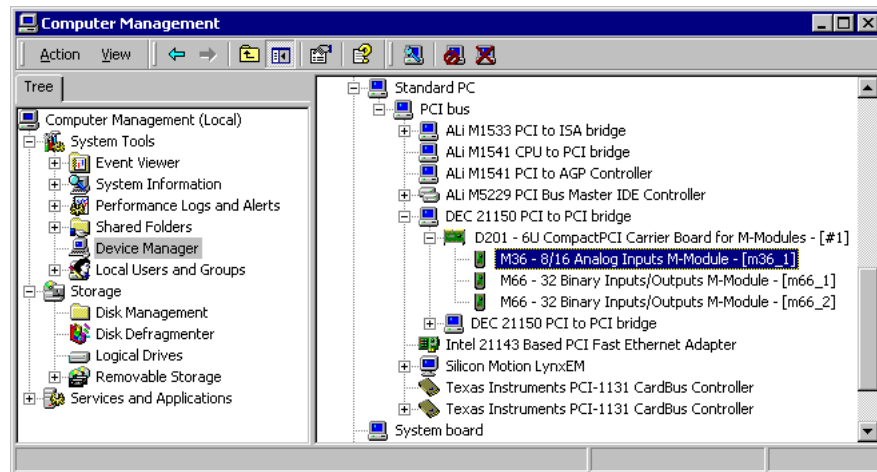 Computer Management
Action View
Tree
Computer Management (Local)
System Tools
Event Viewer
System Information
Performance Logs and Alerts
Shared Folders
Device Manager
Local Users and Groups
Storage
Disk Management
Disk Defragmenter
Logical Drives
Removable Storage
Services and Applications
Standard PC
PCI bus
ALi M1533 PCI to ISA bridge
ALi M1541 CPU to PCI bridge
ALi M1541 PCI to AGP Controller
ALi M5229 PCI Bus Master IDE Controller
DEC 21150 PCI to PCI bridge
D201 - 6U CompactPCI Carrier Board for M-Modules - [#1]
M36 - 8/16 Analog Inputs M-Module - [m36_1]
M66 - 32 Binary Inputs/Outputs M-Module - [m66_1]
M66 - 32 Binary Inputs/Outputs M-Module - [m66_2]
DEC 21150 PCI to PCI bridge
Intel 21143 Based PCI Fast Ethernet Adapter
Silicon Motion LynxEM
Texas Instruments PCI-1131 CardBus Controller
Texas Instruments PCI-1131 CardBus Controller
System board